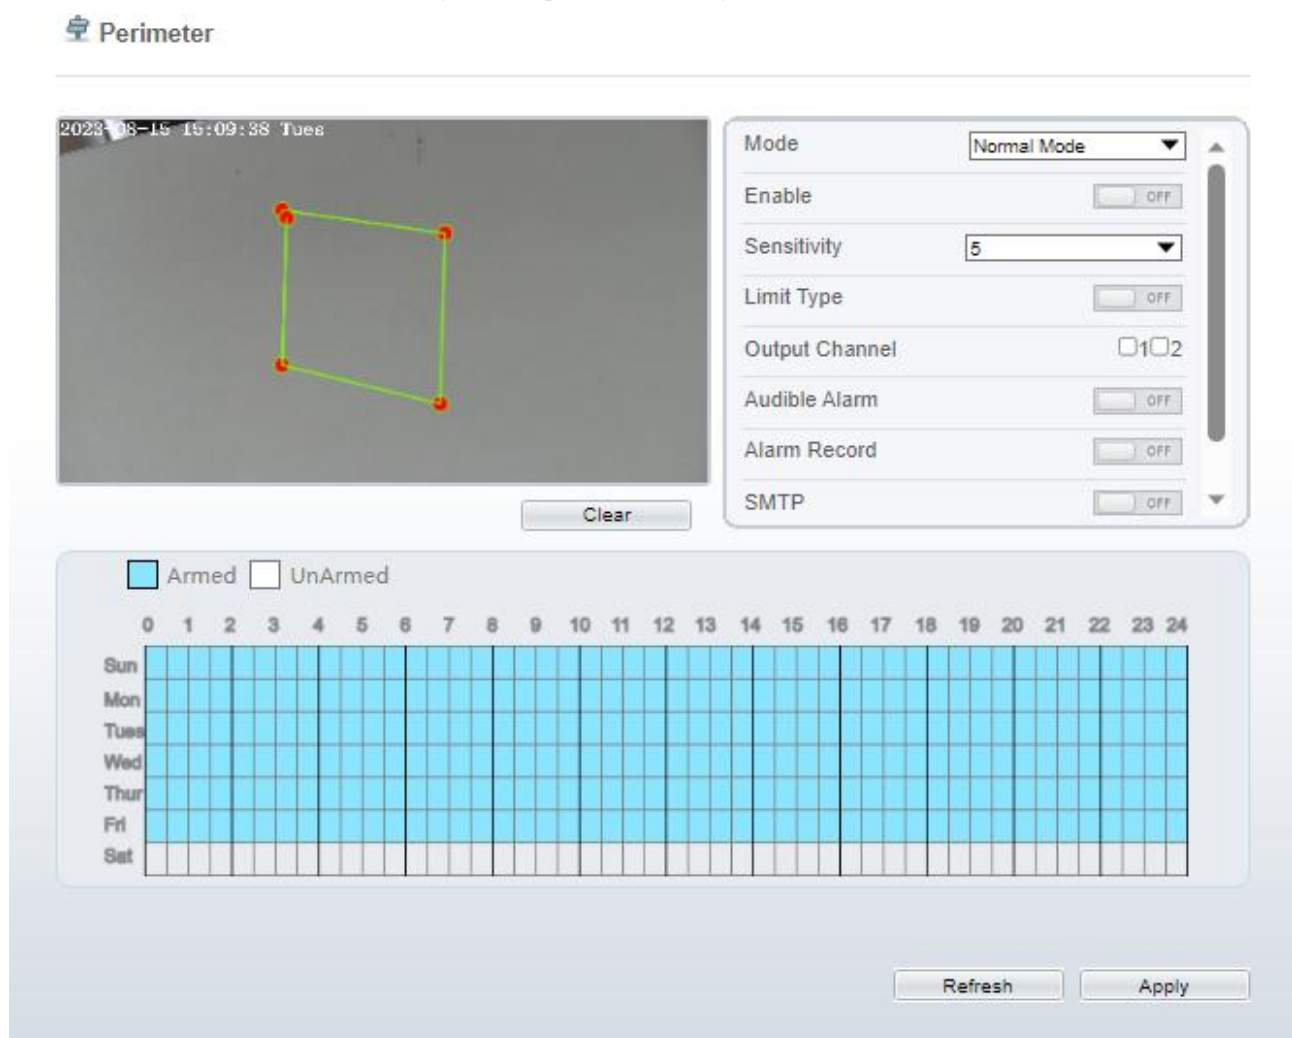 Perimeter
2023-08-15 15:09:38 Tues
Mode Normal Mode
Enable OFF
Sensitivity 5
Limit Type OFF
Output Channel 1 2
Audible Alarm OFF
Alarm Record OFF
SMTP OFF
Clear
Armed UnArmed
0 1 2 3 4 5 6 7 8 9 10 11 12 13 14 15 16 17 18 19 20 21 22 23 24
Sun
Mon
Tues
Wed
Thur
Fri
Sat
Refresh Apply